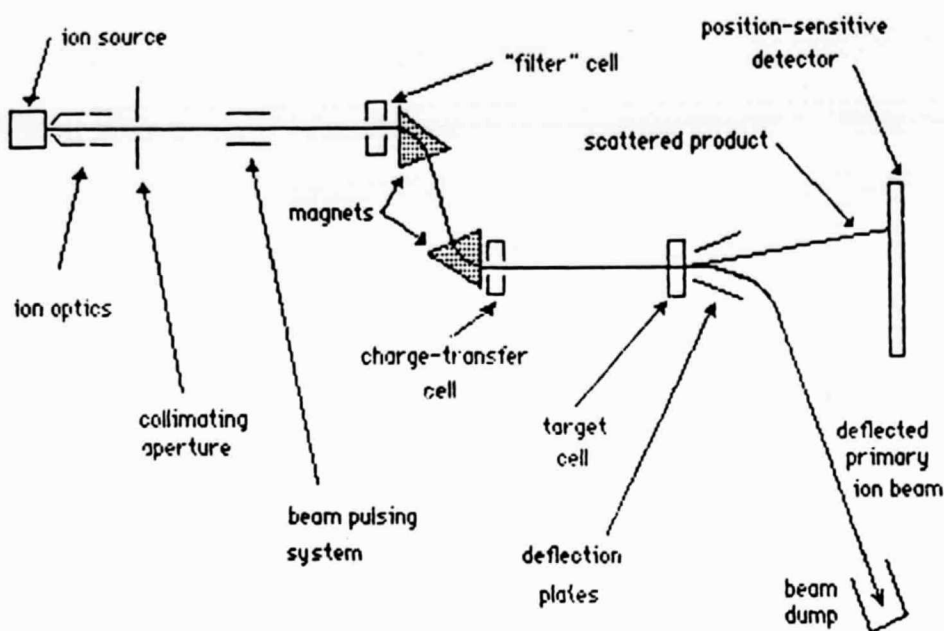 ion source
"filter" cell
position-sensitive
detector
scattered product
magnets
ion optics
charge-transfer
cell
collimating
aperture
target
cell
deflected
primary
ion beam
beam pulsing
system
deflection
plates
beam
dump